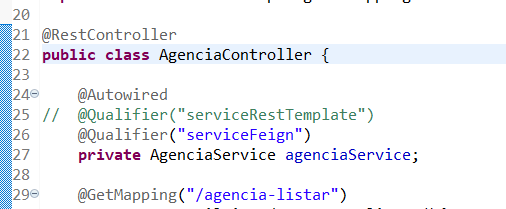 20
21 @RestController
22 public class AgenciaController {
23
24 @Autowired
25 // @Qualifier("serviceRestTemplate")
26 @Qualifier("serviceFeign")
27 private AgenciaService agenciaService;
28
29 @GetMapping("/agencia-listar")